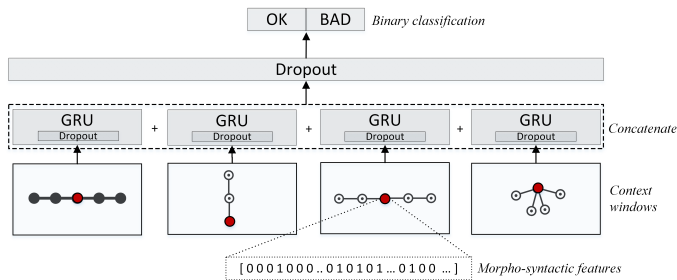 OK BAD Binary classification
Dropout
GRU + GRU + GRU + GRU
Dropout Dropout Dropout Dropout
Concatenate
Context
windows
[ 0 0 0 1 0 0 0 .. 0 1 0 1 0 1 ... 0 1 0 0 ... ] Morpho-syntactic features